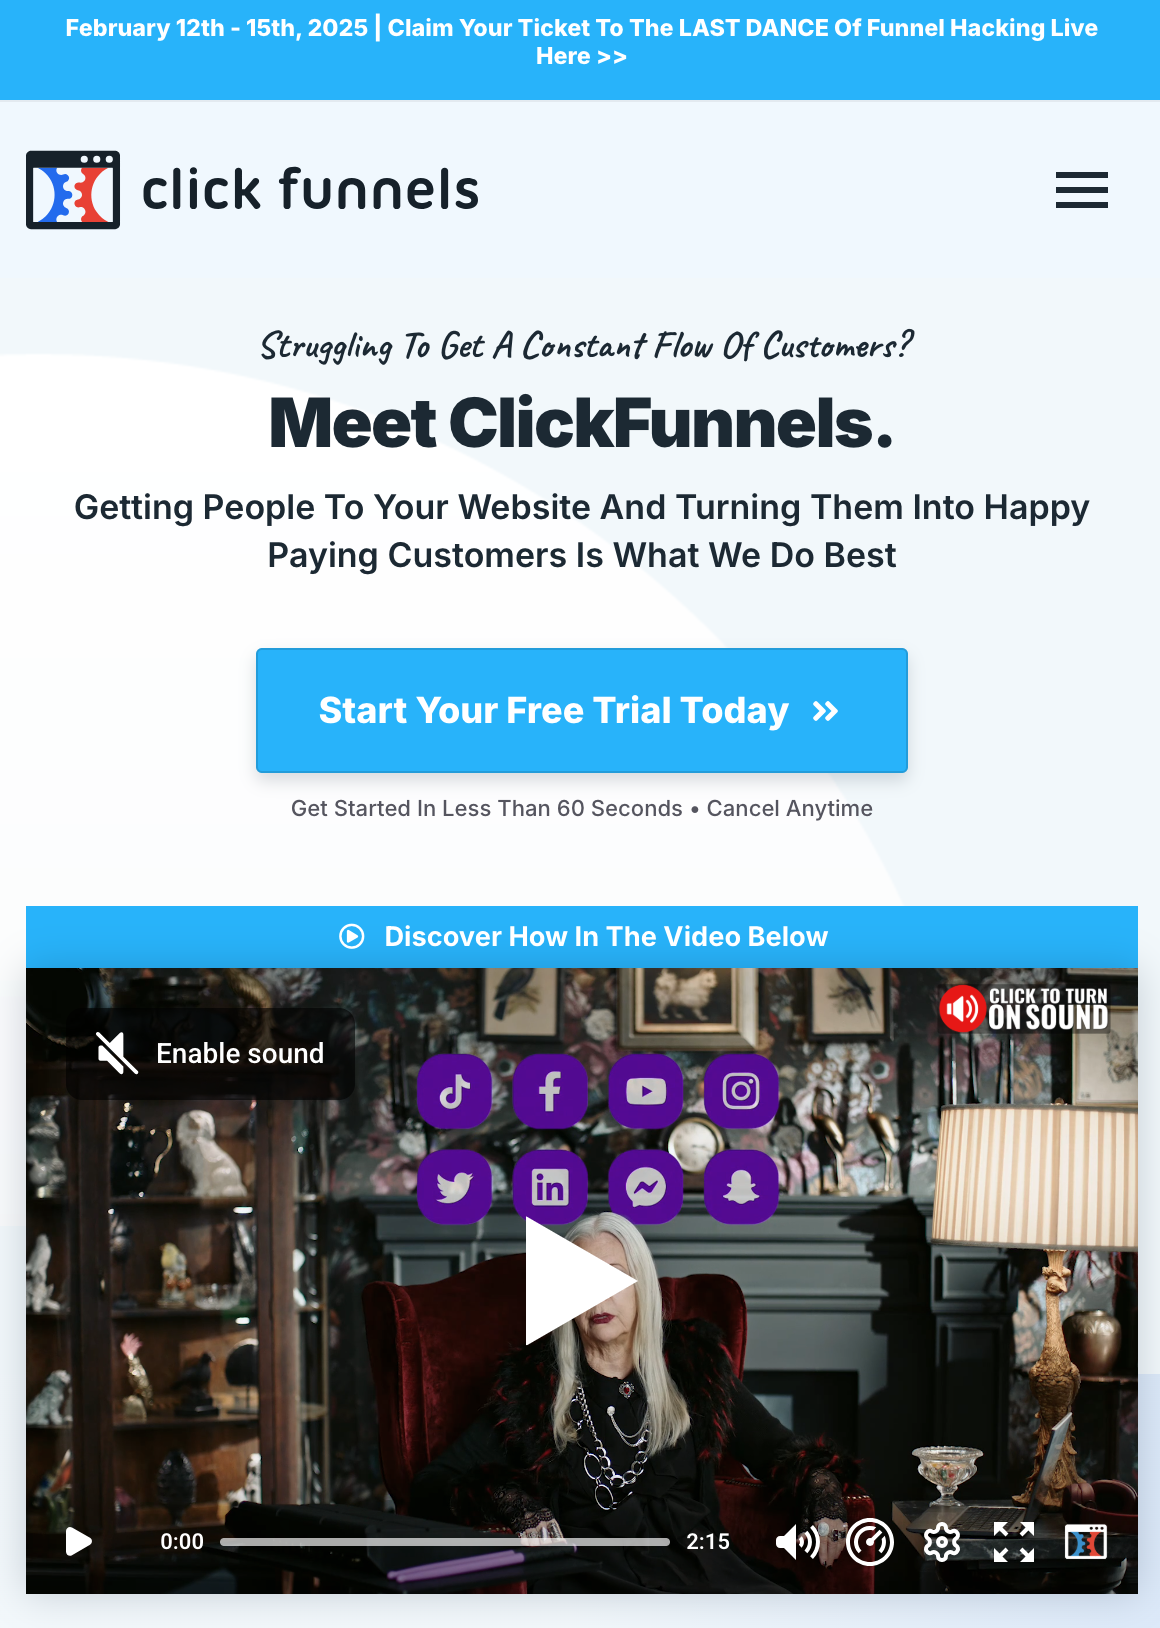 February 12th - 15th, 2025 | Claim Your Ticket To The LAST DANCE Of Funnel Hacking Live
Here >>
click funnels
Struggling To Get A Constant Flow Of Customers?
Meet ClickFunnels.
Getting People To Your Website And Turning Them Into Happy
Paying Customers Is What We Do Best
Start Your Free Trial Today »
Get Started In Less Than 60 Seconds • Cancel Anytime
Discover How In The Video Below
CLICK TO TURN
ON SOUND
Enable sound
0:00
2:15